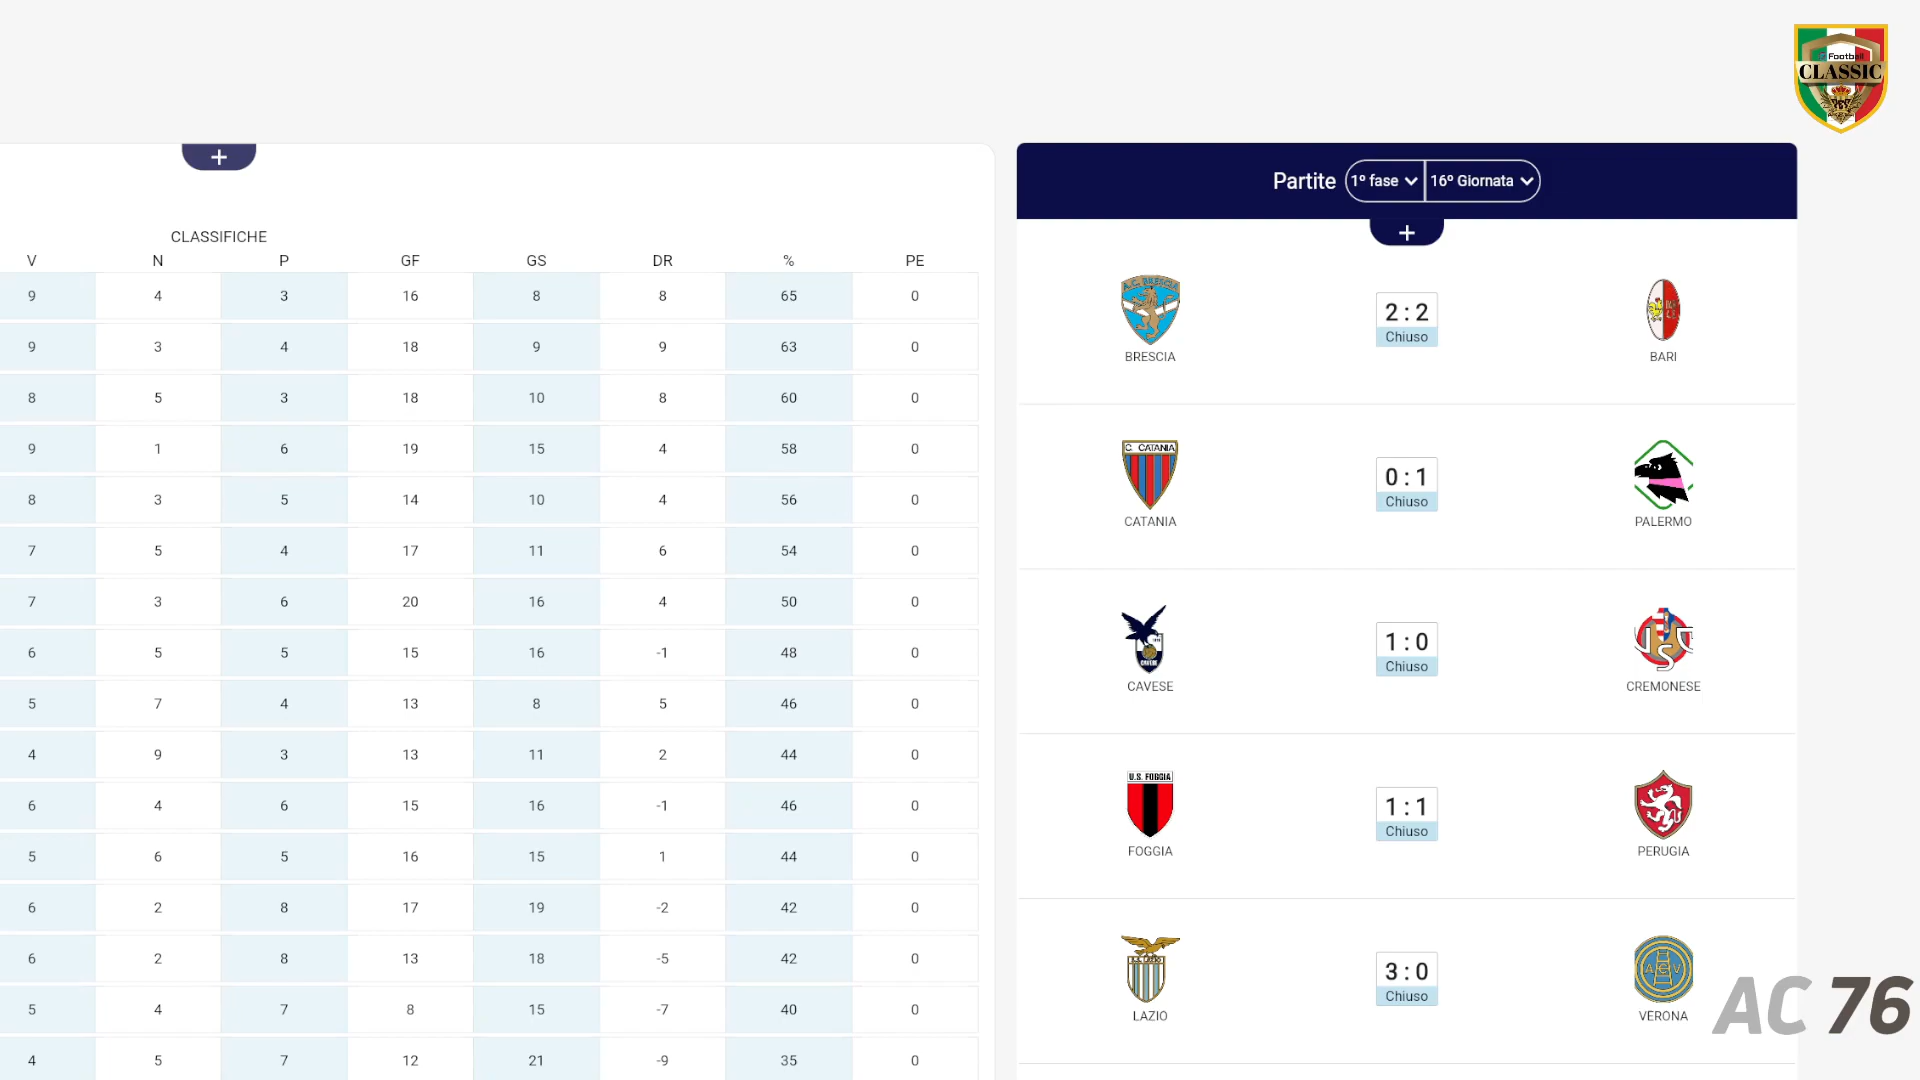 Football
CLASSIC
+
CLASSIFICHE
V N P GF GS DR % PE
9 4 3 16 8 8 65 0
9 3 4 18 9 9 63 0
8 5 3 18 10 8 60 0
9 1 6 19 15 4 58 0
8 3 5 14 10 4 56 0
7 5 4 17 11 6 54 0
7 3 6 20 16 4 50 0
6 5 5 15 16 -1 48 0
5 7 4 13 8 5 46 0
4 9 3 13 11 2 44 0
6 4 6 15 16 -1 46 0
5 6 5 16 15 1 44 0
6 2 8 17 19 -2 42 0
6 2 8 13 18 -5 42 0
5 4 7 8 15 -7 40 0
4 5 7 12 21 -9 35 0
Partite 1º fase 16º Giornata
+
A.C. BRESCIA
2 : 2
Chiuso
BRESCIA BARI
C. CATANIA
0 : 1
Chiuso
CATANIA PALERMO
1 : 0
Chiuso
CAVESE
USC
CAVESE CREMONESE
U.S. FOGGIA
1 : 1
Chiuso
FOGGIA PERUGIA
3 : 0
Chiuso
ACV
LAZIO VERONA
AC 76